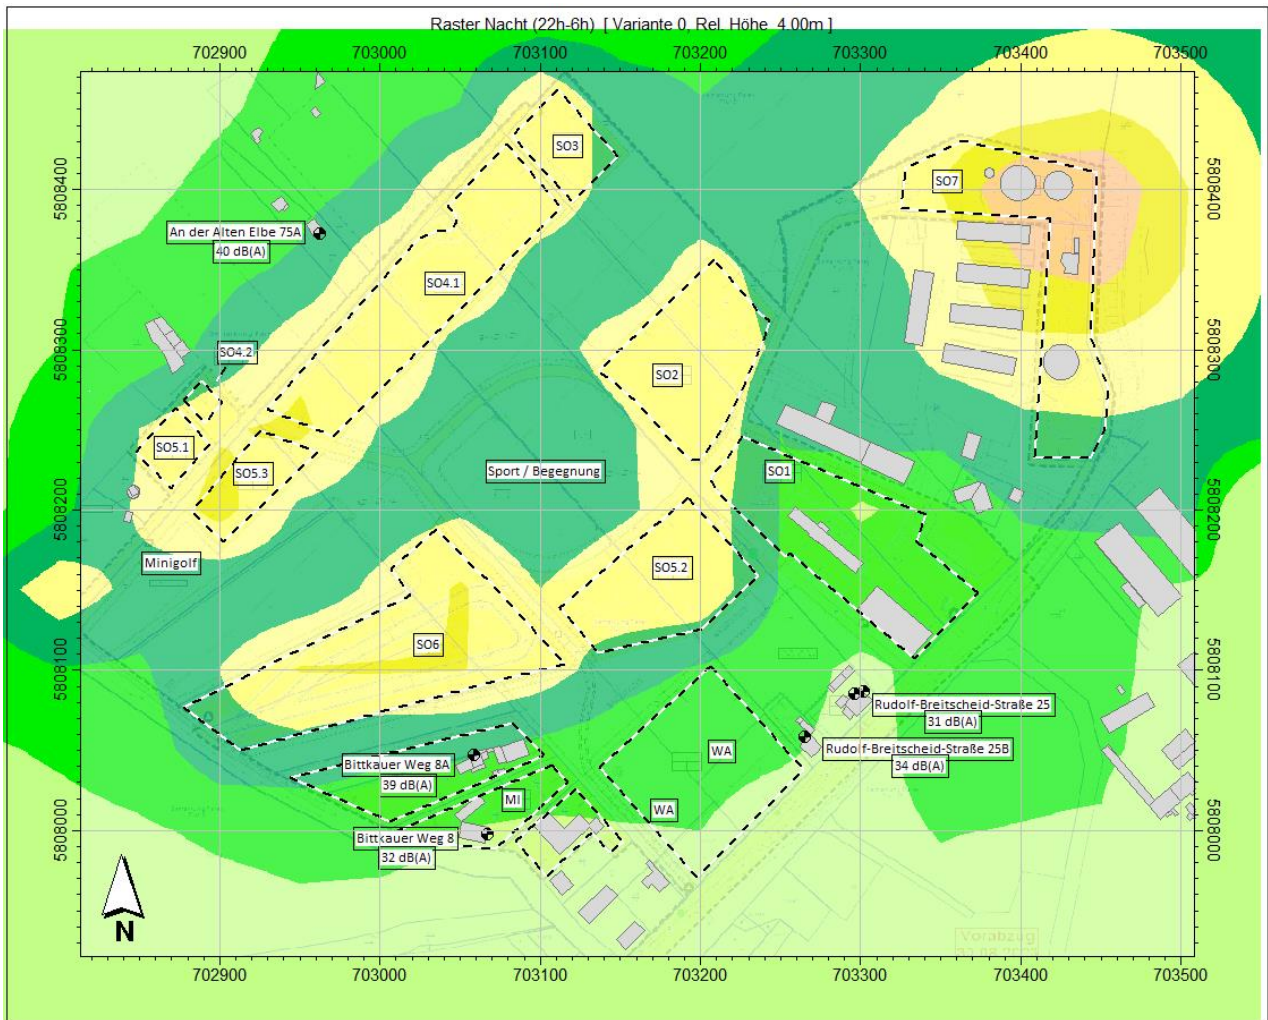 Raster Nacht (22h-6h) [ Variante 0, Rel. Höhe 4.00m ]
702900 703000 703100 703200 703300 703400 703500
SO3
SO7
5808400 5808400
An der Alten Elbe 75A
40 dB(A)
SO4.1
SO4.2
5808300 5808300
SO2
SO5.1
SO5.3
Sport / Begegnung
SO1
5808200 5808200
Minigolf
SO5.2
SO6
5808100 5808100
Rudolf-Breitscheid-Straße 25
31 dB(A)
Rudolf-Breitscheid-Straße 25B
34 dB(A)
WA
Bittkauer Weg 8A
39 dB(A)
MI
WA
Bittkauer Weg 8
32 dB(A)
5808000 5808000
N
Vorabzug
702900 703000 703100 703200 703300 703400 703500